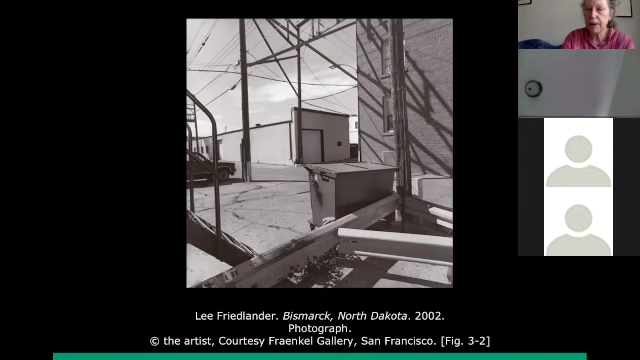 Lee Friedlander. Bismarck, North Dakota. 2002.
Photograph.
© the artist, Courtesy Fraenkel Gallery, San Francisco. [Fig. 3-2]